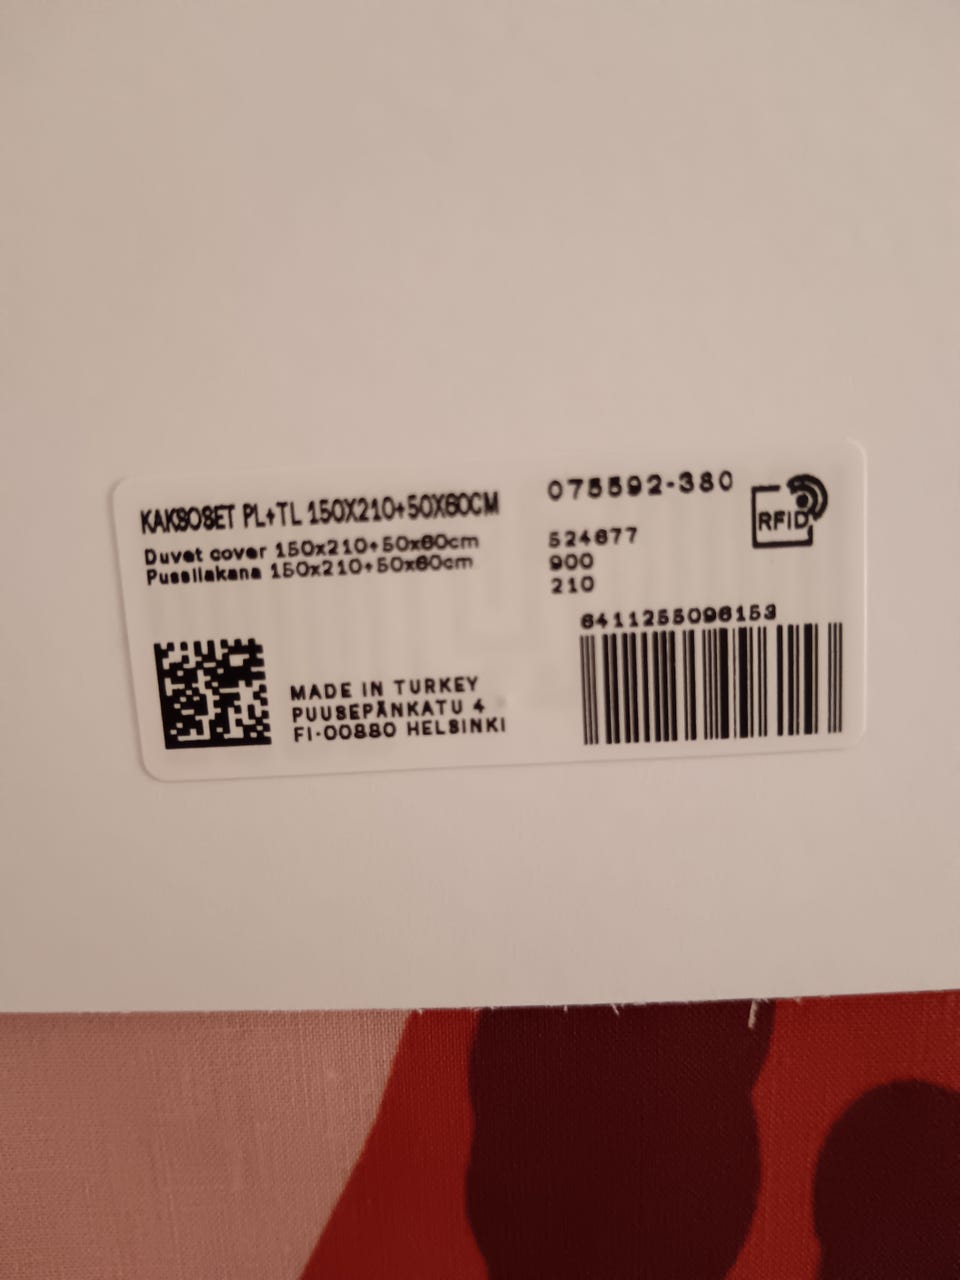 KAKSOSET PL+TL 150X210+50X60CM
Duvet cover 150x210+50x60cm
Pussilakana 150x210+50x60cm
075592-380
RFID
524677
900
210
6411255096153
MADE IN TURKEY
PUUSEPÄNKATU 4
FI-00880 HELSINKI